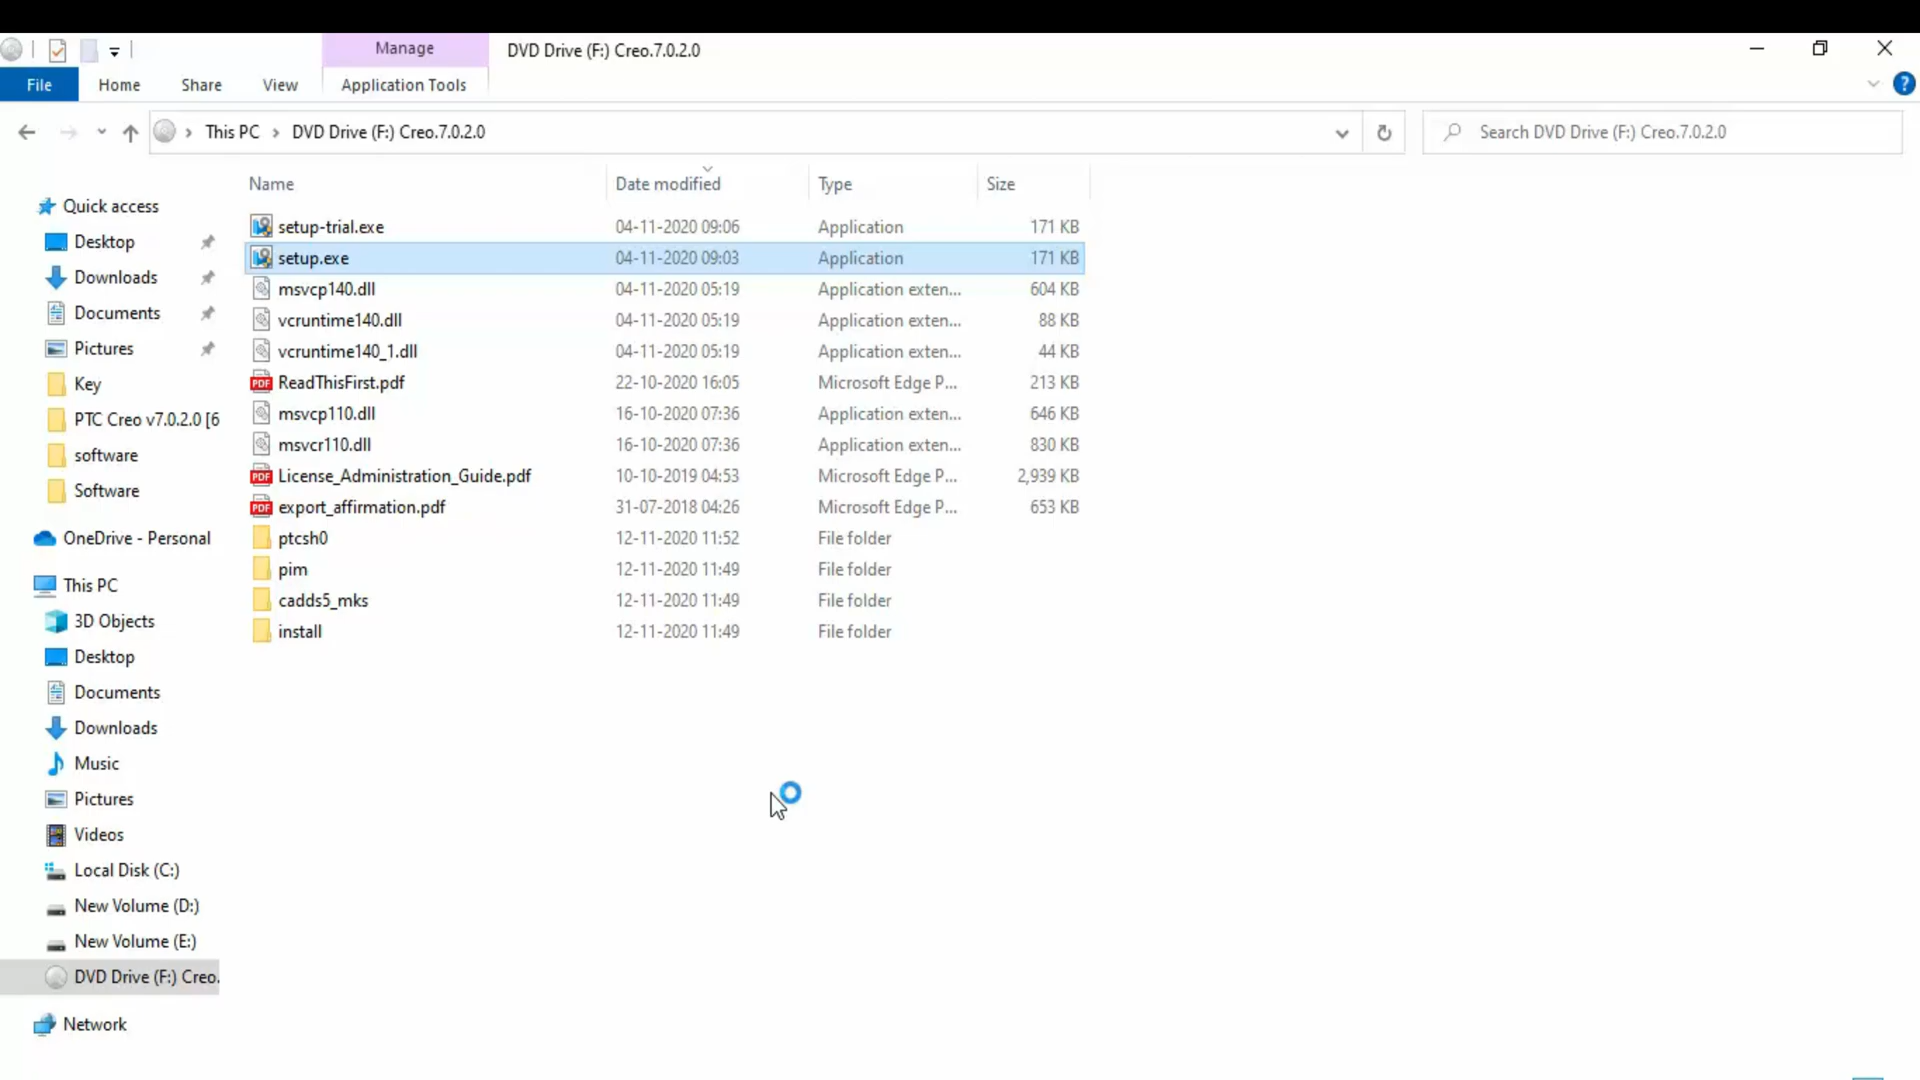 Manage DVD Drive (F:) Creo.7.0.2.0
File Home Share View Application Tools
This PC DVD Drive (F:) Creo.7.0.2.0 Search DVD Drive (F:) Creo.7.0.2.0
Name Date modified Type Size
setup-trial.exe 04-11-2020 09:06 Application 171 KB
setup.exe 04-11-2020 09:03 Application 171 KB
msvcp140.dll 04-11-2020 05:19 Application exten... 604 KB
vcruntime140.dll 04-11-2020 05:19 Application exten... 88 KB
vcruntime140_1.dll 04-11-2020 05:19 Application exten... 44 KB
PDF ReadThisFirst.pdf 22-10-2020 16:05 Microsoft Edge P... 213 KB
msvcp110.dll 16-10-2020 07:36 Application exten... 646 KB
msvcr110.dll 16-10-2020 07:36 Application exten... 830 KB
PDF License_Administration_Guide.pdf 10-10-2019 04:53 Microsoft Edge P... 2,939 KB
PDF export_affirmation.pdf 31-07-2018 04:26 Microsoft Edge P... 653 KB
ptcsh0 12-11-2020 11:52 File folder
pim 12-11-2020 11:49 File folder
cadds5_mks 12-11-2020 11:49 File folder
install 12-11-2020 11:49 File folder
Quick access
Desktop
Downloads
Documents
Pictures
Key
PTC Creo v7.0.2.0 [6
software
Software
OneDrive - Personal
This PC
3D Objects
Desktop
Documents
Downloads
Music
Pictures
Videos
Local Disk (C:)
New Volume (D:)
New Volume (E:)
DVD Drive (F:) Creo.
Network